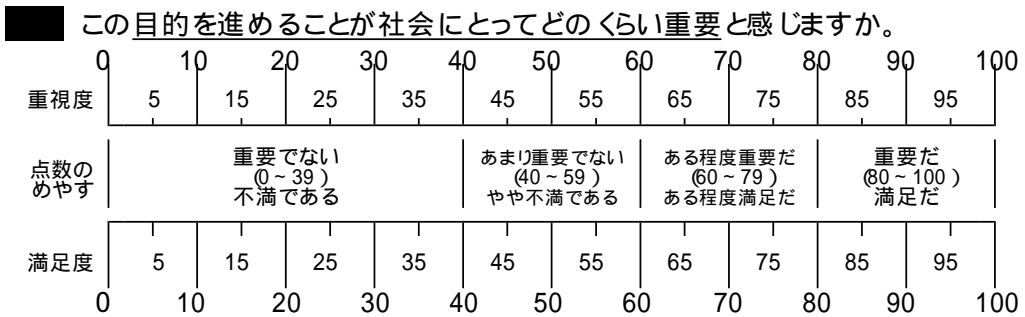 この目的を進めることが社会にとってどのくらい重要と感じますか。
0 10 20 30 40 50 60 70 80 90 100
重視度 5 15 25 35 45 55 65 75 85 95
重要でない あまり重要でない ある程度重要だ 重要だ
点数の めやす (0~39) (40~59) (60~79) (80~100)
不満である やや不満である ある程度満足だ 満足だ
満足度 5 15 25 35 45 55 65 75 85 95
0 10 20 30 40 50 60 70 80 90 100